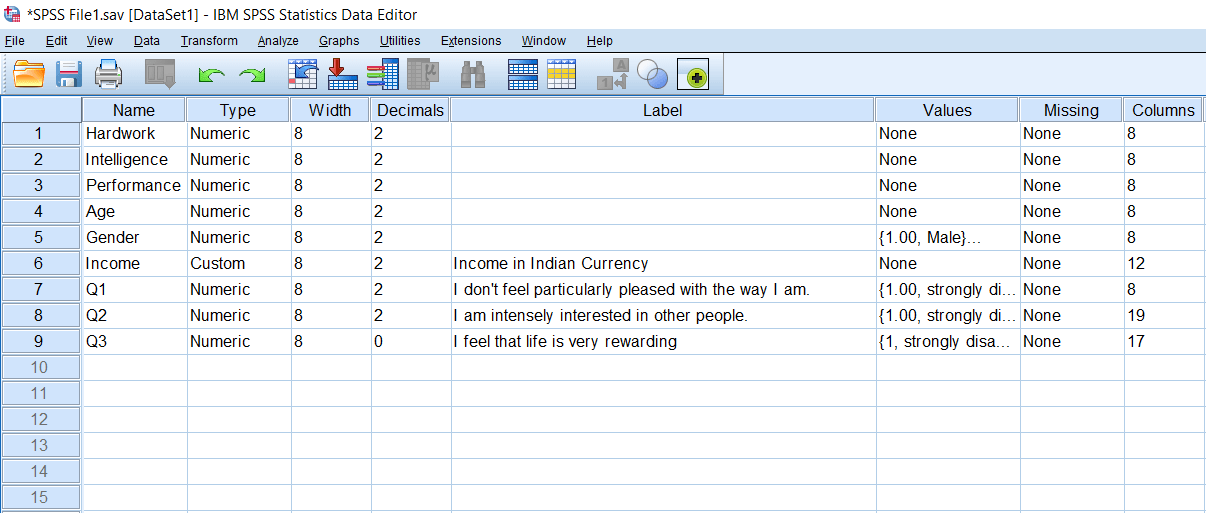 *SPSS File1.sav [DataSet1] - IBM SPSS Statistics Data Editor
File Edit View Data Transform Analyze Graphs Utilities Extensions Window Help
Name Type Width Decimals Label Values Missing Columns
1 Hardwork Numeric 8 2 None None 8
2 Intelligence Numeric 8 2 None None 8
3 Performance Numeric 8 2 None None 8
4 Age Numeric 8 2 None None 8
5 Gender Numeric 8 2 {1.00, Male}... None 8
6 Income Custom 8 2 Income in Indian Currency None None 12
7 Q1 Numeric 8 2 I don't feel particularly pleased with the way I am. {1.00, strongly di... None 8
8 Q2 Numeric 8 2 I am intensely interested in other people. {1.00, strongly di... None 19
9 Q3 Numeric 8 0 I feel that life is very rewarding {1, strongly disa... None 17
10
11
12
13
14
15